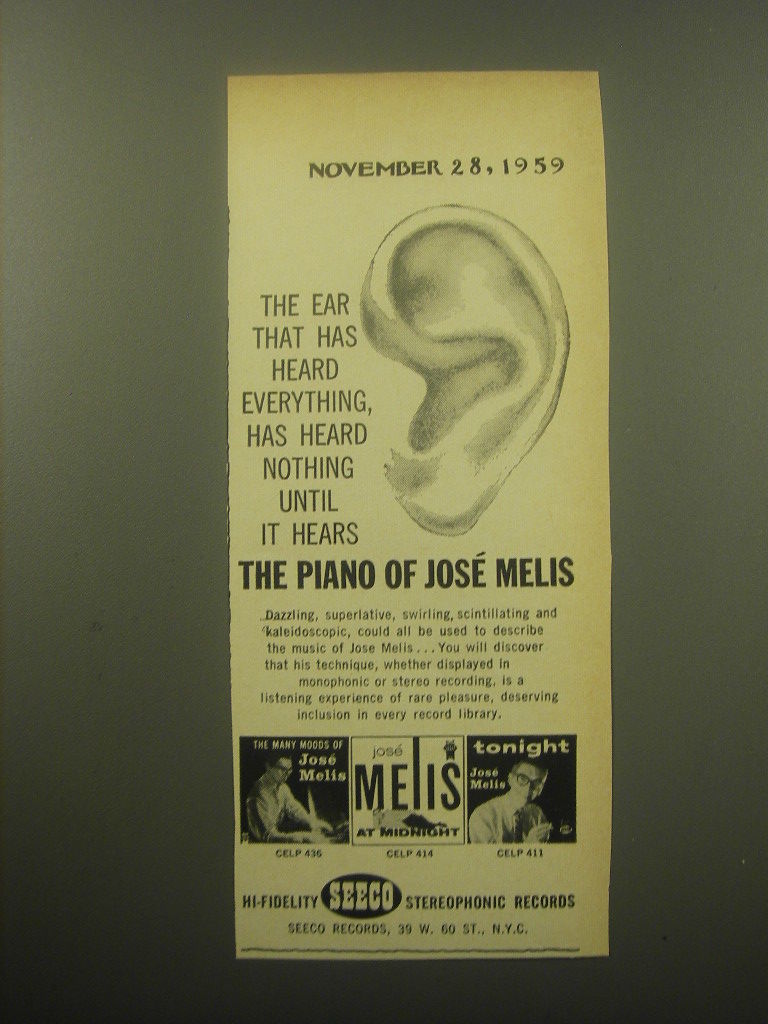 NOVEMBER 28, 1959
THE EAR
THAT HAS
HEARD
EVERYTHING,
HAS HEARD
NOTHING
UNTIL
IT HEARS
THE PIANO OF JOSÉ MELIS
Dazzling, superlative, swirling, scintillating and
kaleidoscopic, could all be used to describe
the music of Jose Melis... You will discover
that his technique, whether displayed in
monophonic or stereo recording, is a
listening experience of rare pleasure, deserving
inclusion in every record library.
THE MANY MOODS OF
José
Melis
josé
MElIS
AT MIDNIGHT
tonight
José
Melis
CELP 436
CELP 414
CELP 411
HI-FIDELITY SEECO STEREOPHONIC RECORDS
SEECO RECORDS, 39 W. 60 ST., N.Y.C.